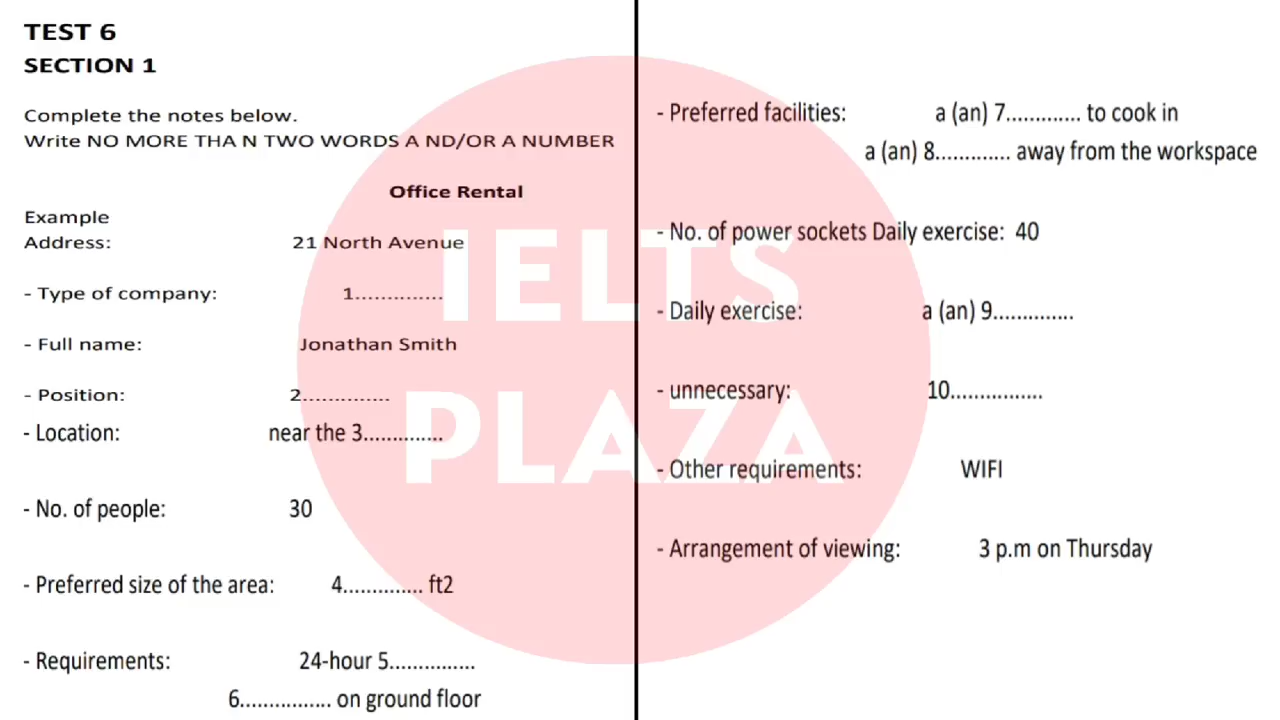 TEST 6
SECTION 1
Complete the notes below.
Write NO MORE THA N TWO WORDS A ND/OR A NUMBER
Office Rental
Example
Address: 21 North Avenue
- Type of company: 1..............
- Full name: Jonathan Smith
- Position: 2..............
- Location: near the 3..............
- No. of people: 30
- Preferred size of the area: 4.............. ft2
- Requirements: 24-hour 5...............
6................ on ground floor
- Preferred facilities: a (an) 7............. to cook in
a (an) 8............. away from the workspace
- No. of power sockets Daily exercise: 40
- Daily exercise: a (an) 9..............
- unnecessary: 10................
- Other requirements: WIFI
- Arrangement of viewing: 3 p.m on Thursday
IELTS
PLAZA